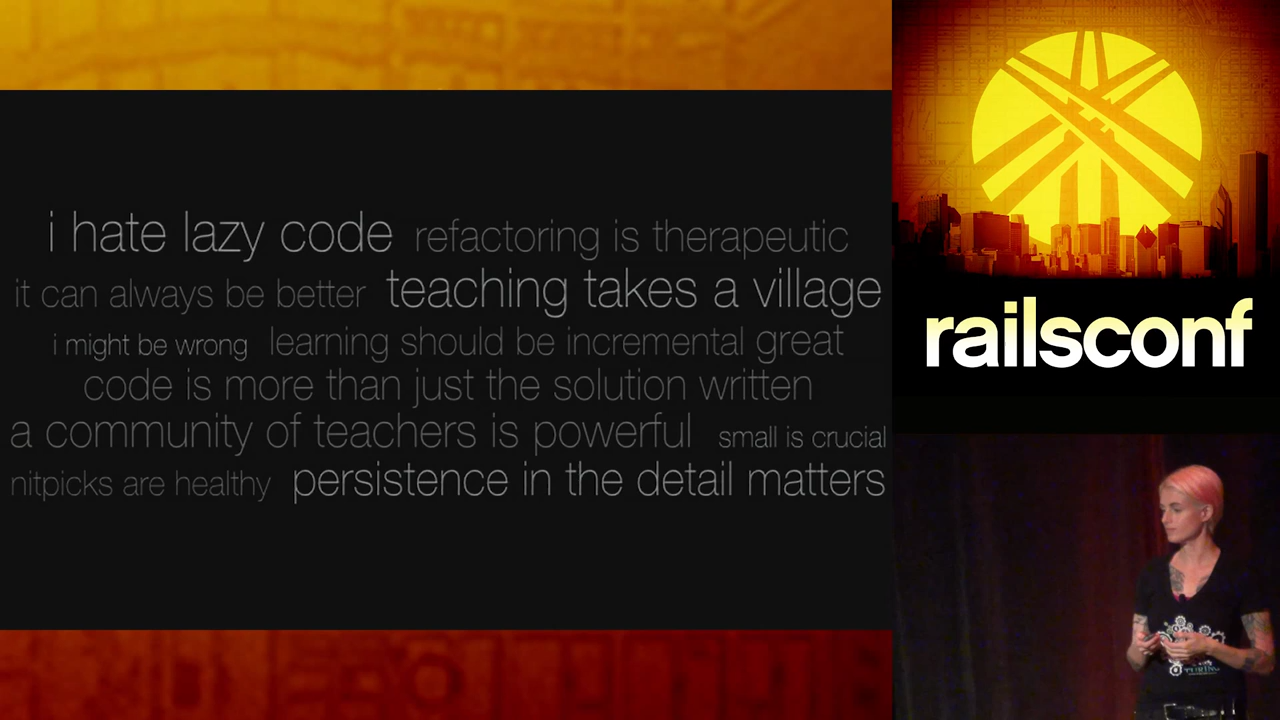 i hate lazy code refactoring is therapeutic
it can always be better teaching takes a village
i might be wrong learning should be incremental great
code is more than just the solution written
a community of teachers is powerful small is crucial
nitpicks are healthy persistence in the detail matters
railsconf
TURING